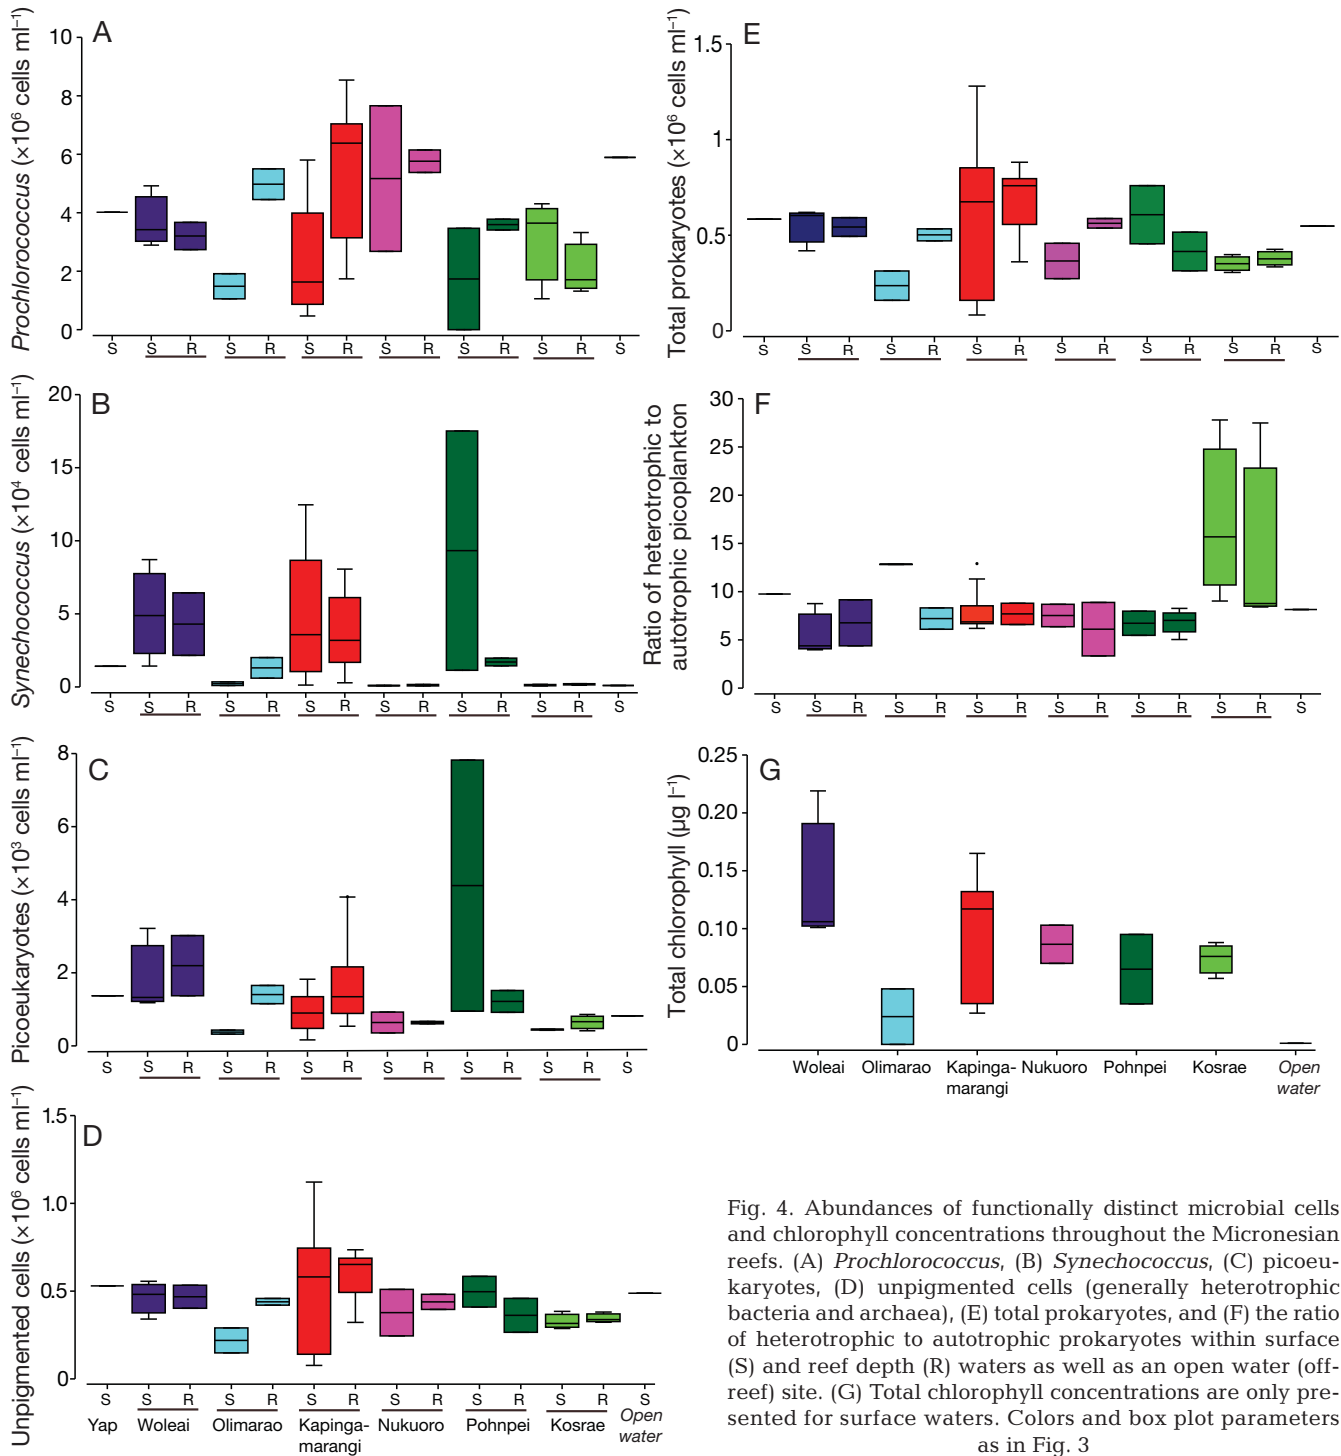 A
Prochlorococcus (×10⁶ cells ml⁻¹)
10
8
6
4
2
0
S S R S R S R S R S R S R S
B
Synechococcus (×10⁴ cells ml⁻¹)
20
15
10
5
0
S S R S R S R S R S R S R S
C
Picoeukaryotes (×10³ cells ml⁻¹)
8
6
4
2
0
S S R S R S R S R S R S R S
D
Unpigmented cells (×10⁶ cells ml⁻¹)
1.5
1.0
0.5
0
S S R S R S R S R S R S R S
Yap Woleai Olimarao Kapinga- Nukuoro Pohnpei Kosrae Open
marangi water
E
Total prokaryotes (×10⁶ cells ml⁻¹)
1.5
1
0.5
0
S S R S R S R S R S R S R S
F
Ratio of heterotrophic to
autotrophic picoplankton
30
25
20
15
10
5
0
S S R S R S R S R S R S R S
G
Total chlorophyll (µg l⁻¹)
0.25
0.20
0.15
0.10
0.05
0
Woleai Olimarao Kapinga- Nukuoro Pohnpei Kosrae Open
marangi water
Fig. 4. Abundances of functionally distinct microbial cells
and chlorophyll concentrations throughout the Micronesian
reefs. (A) Prochlorococcus, (B) Synechococcus, (C) picoeu-
karyotes, (D) unpigmented cells (generally heterotrophic
bacteria and archaea), (E) total prokaryotes, and (F) the ratio
of heterotrophic to autotrophic prokaryotes within surface
(S) and reef depth (R) waters as well as an open water (off-
reef) site. (G) Total chlorophyll concentrations are only pre-
sented for surface waters. Colors and box plot parameters
as in Fig. 3